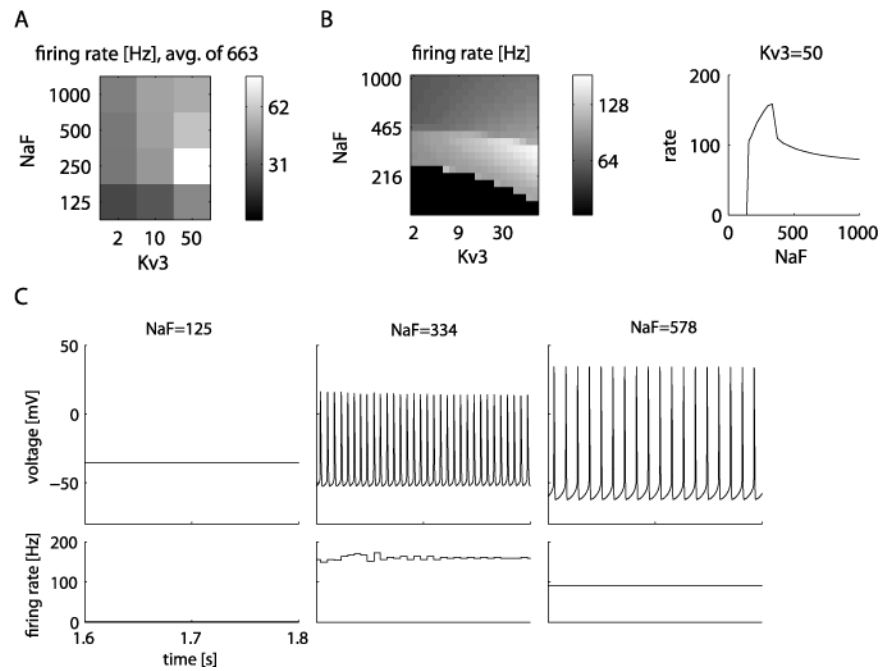 A
firing rate [Hz], avg. of 663
NaF
1000
500
250
125
2 10 50
Kv3
62
31
B
firing rate [Hz]
NaF
1000
465
216
2 9 30
Kv3
128
64
Kv3=50
rate
200
100
0
0 500 1000
NaF
C
NaF=125
NaF=334
NaF=578
voltage [mV]
50
0
−50
firing rate [Hz]
200
100
0
1.6 1.7 1.8
time [s]